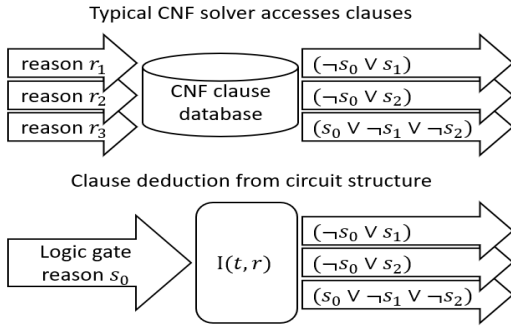 Typical CNF solver accesses clauses
reason r₁
reason r₂
reason r₃
CNF clause
database
(¬s₀ ∨ s₁)
(¬s₀ ∨ s₂)
(s₀ ∨ ¬s₁ ∨ ¬s₂)
Clause deduction from circuit structure
Logic gate
reason s₀
I(t, r)
(¬s₀ ∨ s₁)
(¬s₀ ∨ s₂)
(s₀ ∨ ¬s₁ ∨ ¬s₂)